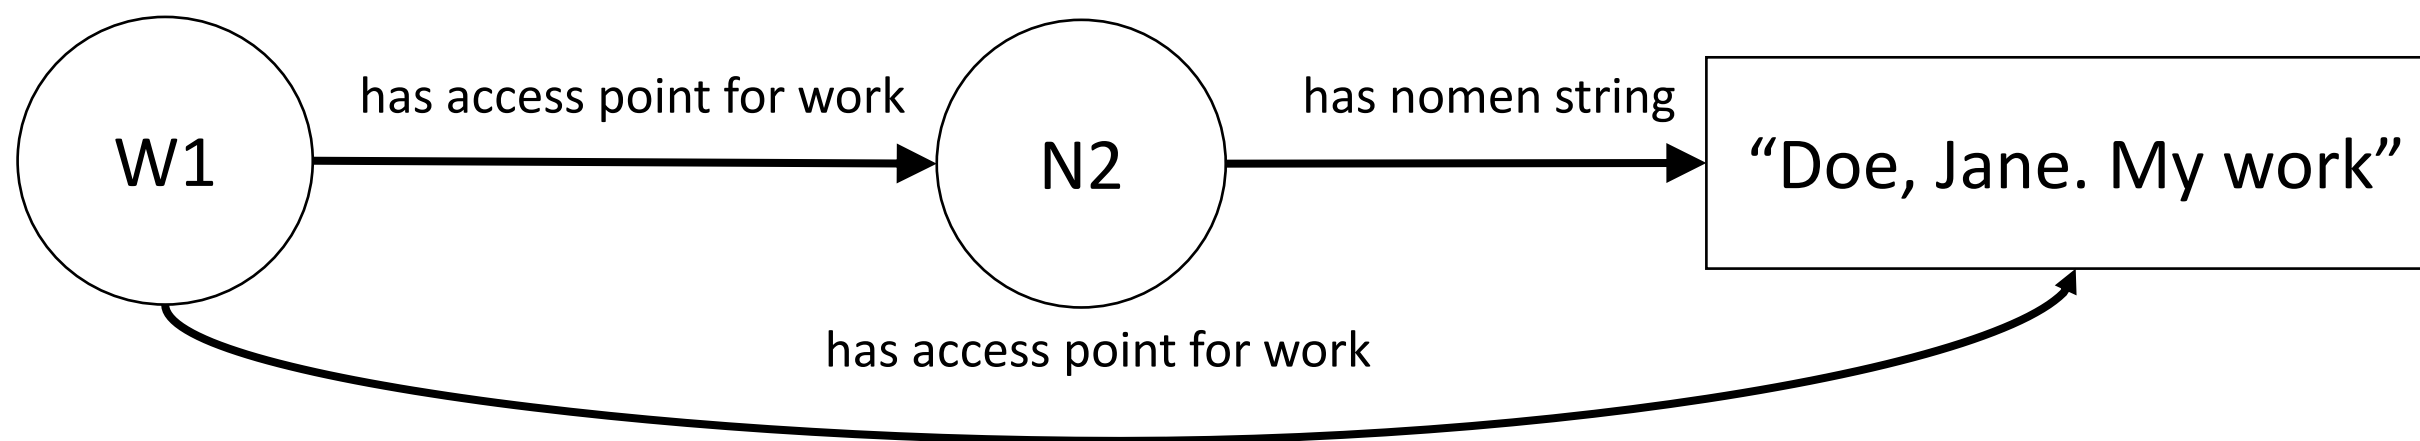 has access point for work
has nomen string
W1
N2
“Doe, Jane. My work”
has access point for work